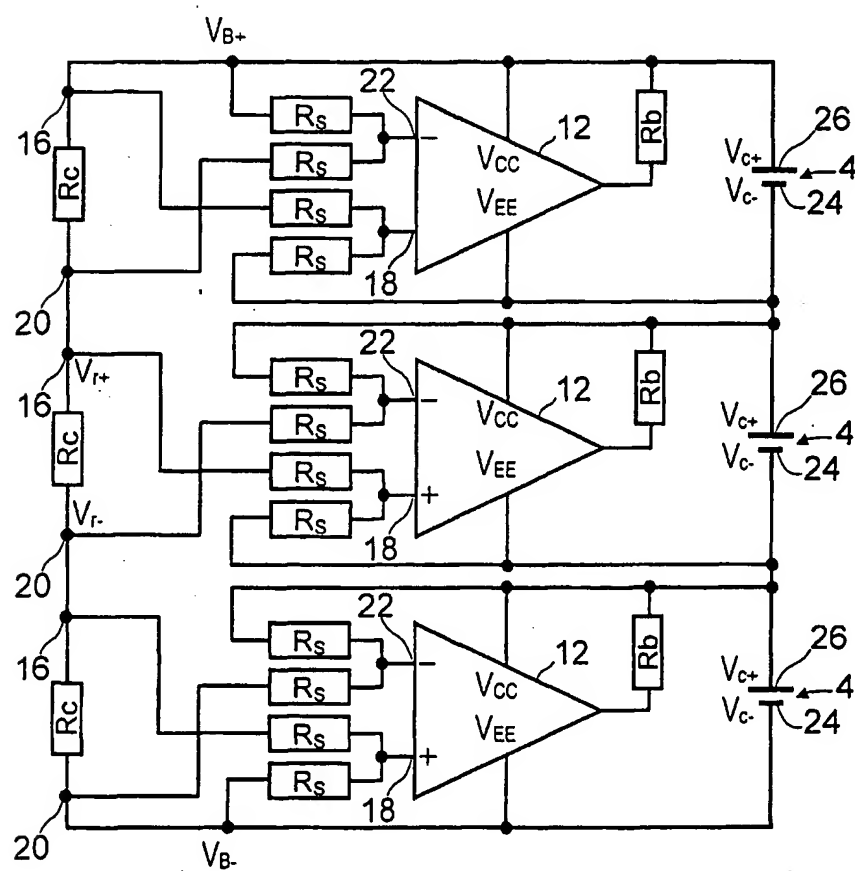 VB+
22
16
Rs
12
Rb
−
26
Rc
Rs
VCC
Vc+
4
Rs
VEE
Vc-
24
Rs
18
20
22
Vr+
16
Rs
12
Rb
−
26
Rc
Rs
VCC
Vc+
4
Rs
VEE
Vc-
24
Vr-
Rs
+
18
20
22
16
Rs
12
Rb
−
26
Rc
Rs
VCC
Vc+
4
Rs
VEE
Vc-
24
Rs
+
18
20
VB-